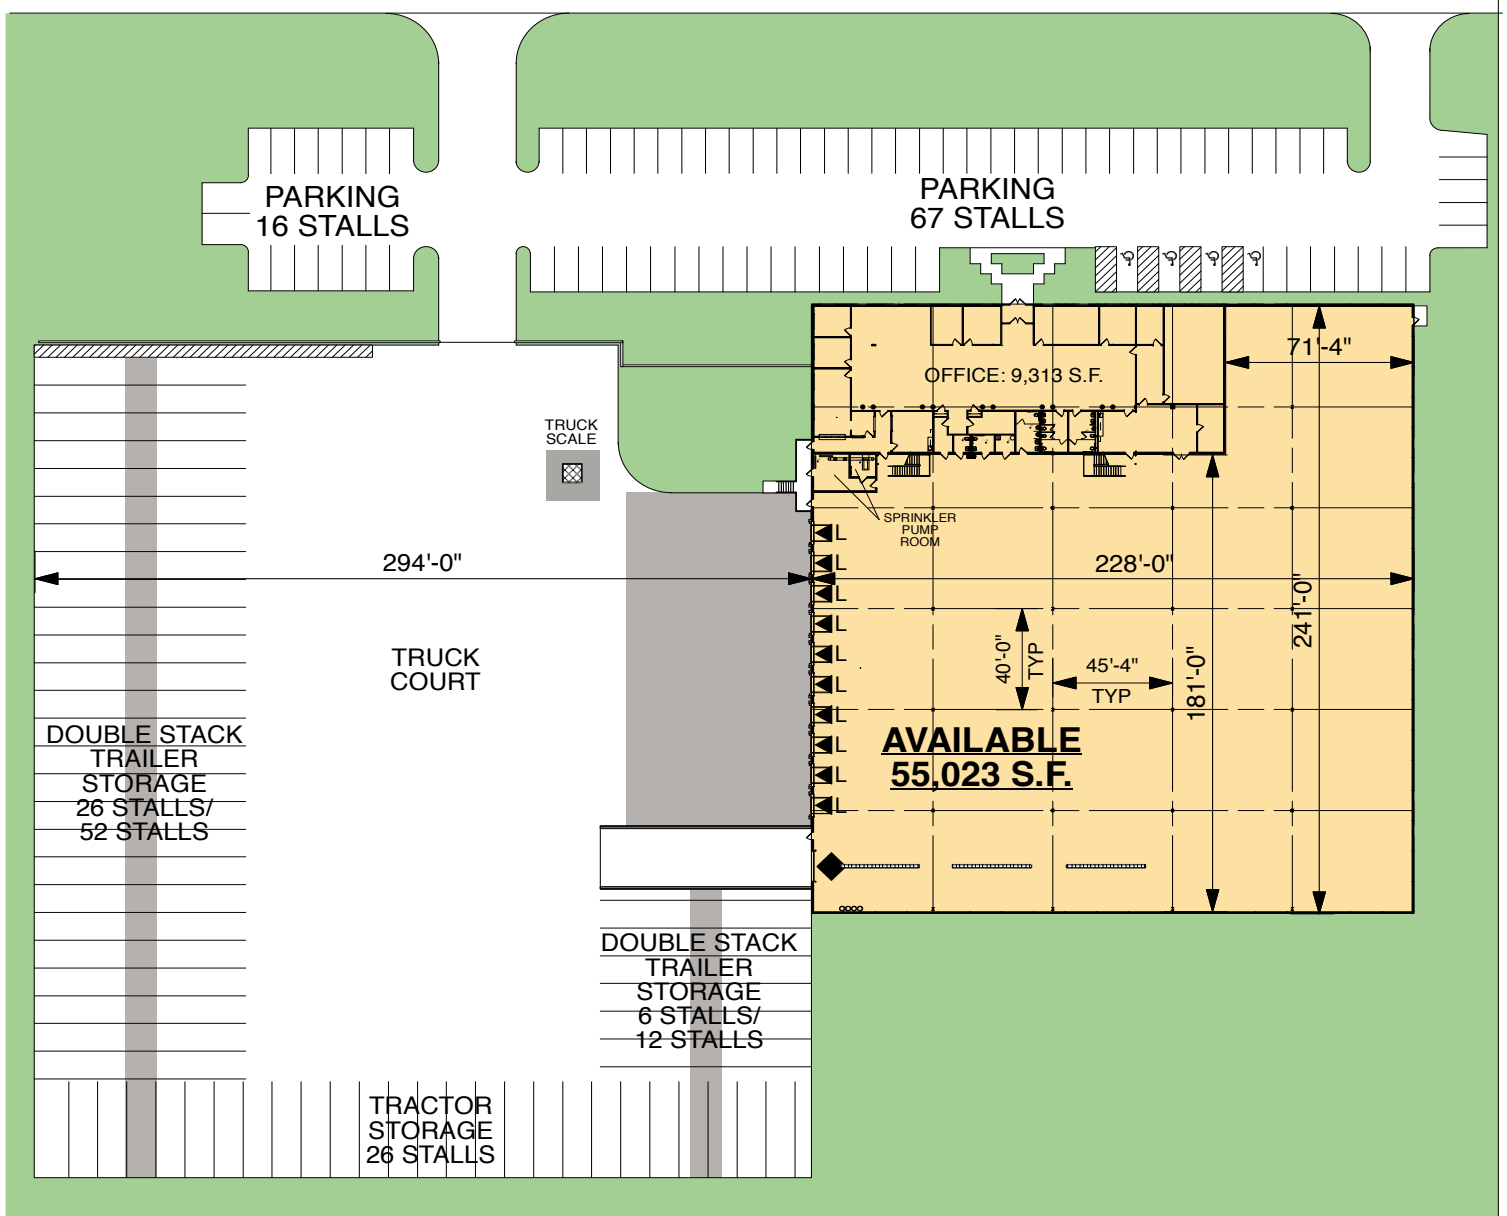 PARKING
16 STALLS
PARKING
67 STALLS
71'-4"
OFFICE: 9,313 S.F.
TRUCK
SCALE
SPRINKLER
PUMP
ROOM
L
L
L
L
L
L
L
L
L
L
294'-0"
228'-0"
241'-0"
40'-0"
TYP
45'-4"
TYP
181'-0"
TRUCK
COURT
AVAILABLE
55,023 S.F.
DOUBLE STACK
TRAILER
STORAGE
26 STALLS/
52 STALLS
DOUBLE STACK
TRAILER
STORAGE
6 STALLS/
12 STALLS
TRACTOR
STORAGE
26 STALLS